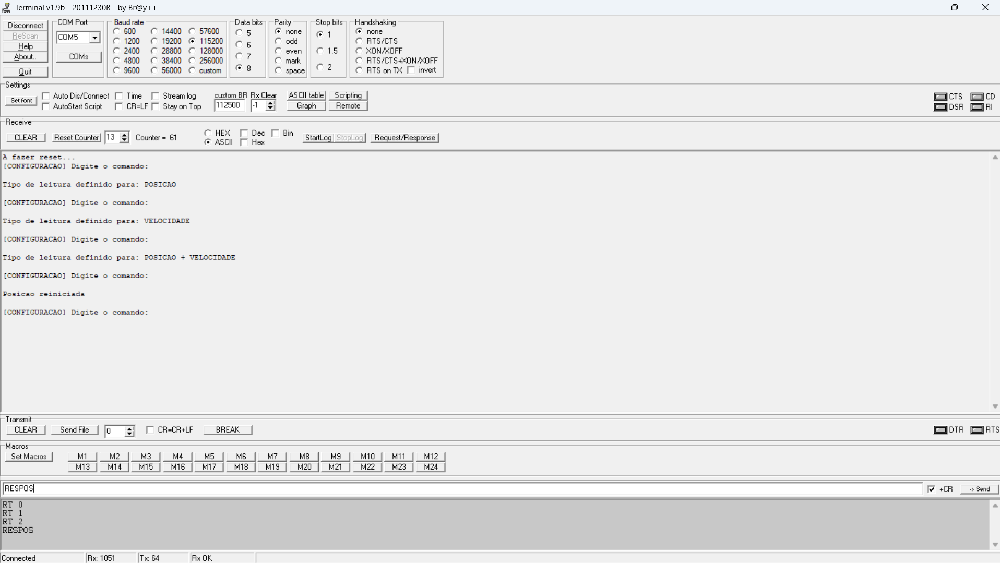 Terminal v1.9b - 20111230ß - by Br@y++
Disconnect
ReScan
Help
About..
Quit
COM Port
COM5
COMs
Baud rate
600 14400 57600
1200 19200 115200
2400 28800 128000
4800 38400 256000
9600 56000 custom
Data bits
5
6
7
8
Parity
none
odd
even
mark
space
Stop bits
1
1.5
2
Handshaking
none
RTS/CTS
XON/XOFF
RTS/CTS+XON/XOFF
RTS on TX invert
Settings
Set font
Auto Dis/Connect Time Stream log
AutoStart Script CR=LF Stay on Top
custom BR Rx Clear
112500 -1
ASCII table Scripting
Graph Remote
CTS CD
DSR RI
Receive
CLEAR Reset Counter 13 Counter = 61
HEX Dec Bin
ASCII Hex
StartLog StopLog Request/Response
A fazer reset...
[CONFIGURACAO] Digite o comando:
Tipo de leitura definido para: POSICAO
[CONFIGURACAO] Digite o comando:
Tipo de leitura definido para: VELOCIDADE
[CONFIGURACAO] Digite o comando:
Tipo de leitura definido para: POSICAO + VELOCIDADE
[CONFIGURACAO] Digite o comando:
Posicao reiniciada
[CONFIGURACAO] Digite o comando:
Transmit
CLEAR Send File 0 CR=CR+LF BREAK
DTR RTS
Macros
Set Macros
M1 M2 M3 M4 M5 M6 M7 M8 M9 M10 M11 M12
M13 M14 M15 M16 M17 M18 M19 M20 M21 M22 M23 M24
RESPOS
+CR -> Send
RT 0
RT 1
RT 2
RESPOS
Connected Rx: 1051 Tx: 64 Rx OK